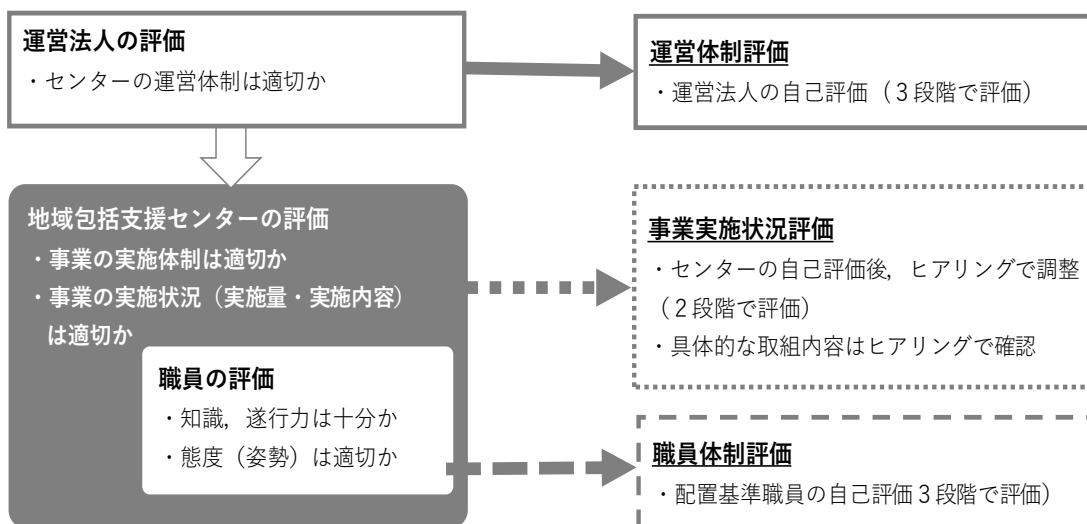 運営法人の評価
・センターの運営体制は適切か
運営体制評価
・運営法人の自己評価（３段階で評価）
地域包括支援センターの評価
・事業の実施体制は適切か
・事業の実施状況（実施量・実施内容）
は適切か
事業実施状況評価
・センターの自己評価後，ヒアリングで調整
（２段階で評価）
・具体的な取組内容はヒアリングで確認
職員の評価
・知識，遂行力は十分か
・態度（姿勢）は適切か
職員体制評価
・配置基準職員の自己評価３段階で評価）